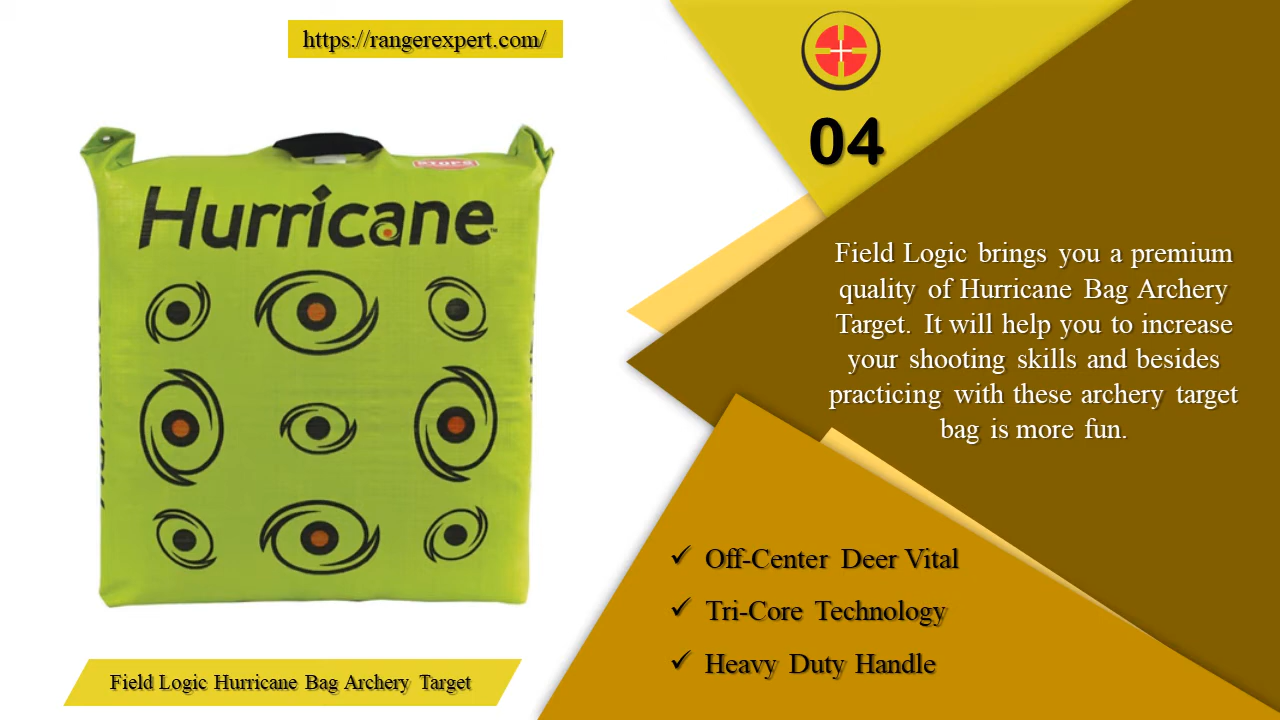 https://rangerexpert.com/
04
Hurricane™
Field Logic brings you a premium
quality of Hurricane Bag Archery
Target. It will help you to increase
your shooting skills and besides
practicing with these archery target
bag is more fun.
✓ Off-Center Deer Vital
✓ Tri-Core Technology
✓ Heavy Duty Handle
Field Logic Hurricane Bag Archery Target